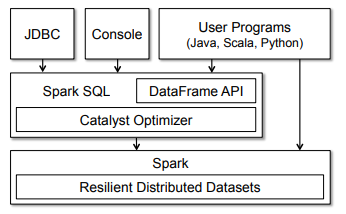 JDBC
Console
User Programs
(Java, Scala, Python)
Spark SQL
DataFrame API
Catalyst Optimizer
Spark
Resilient Distributed Datasets